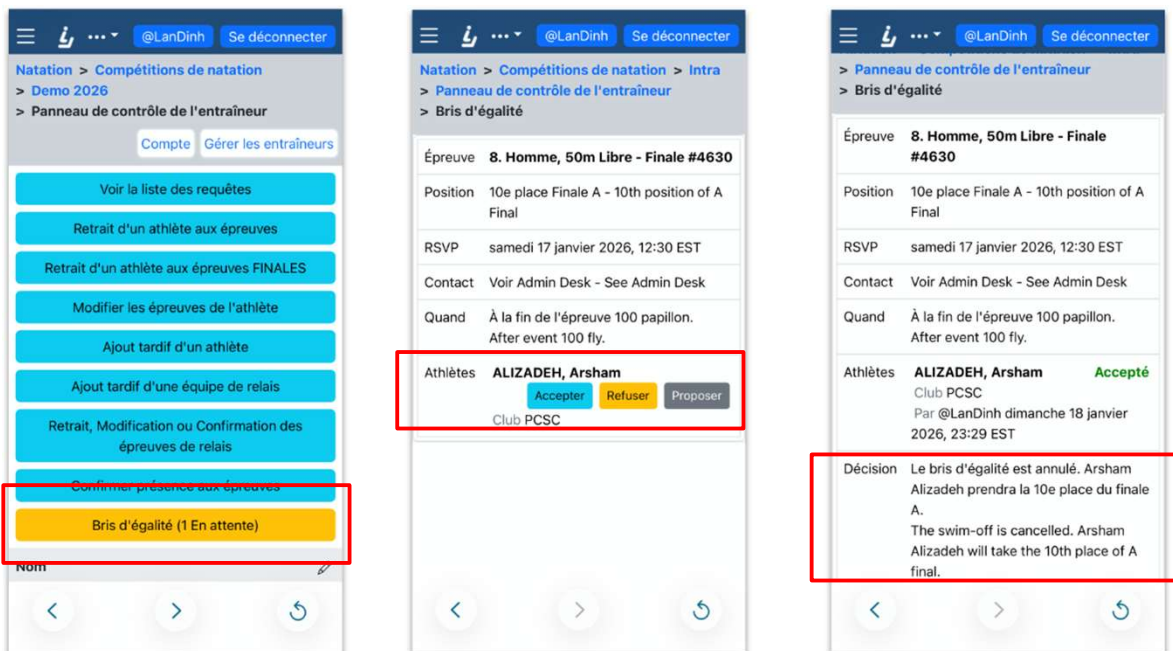 @LanDinh Se déconnecter
Natation > Compétitions de natation
> Demo 2026
> Panneau de contrôle de l'entraîneur
Compte Gérer les entraîneurs
Voir la liste des requêtes
Retrait d'un athlète aux épreuves
Retrait d'un athlète aux épreuves FINALES
Modifier les épreuves de l'athlète
Ajout tardif d'un athlète
Ajout tardif d'une équipe de relais
Retrait, Modification ou Confirmation des
épreuves de relais
Confirmer présence aux épreuves
Bris d'égalité (1 En attente)
Nom
@LanDinh Se déconnecter
Natation > Compétitions de natation > Intra
> Panneau de contrôle de l'entraîneur
> Bris d'égalité
Épreuve 8. Homme, 50m Libre - Finale #4630
Position 10e place Finale A - 10th position of A
Final
RSVP samedi 17 janvier 2026, 12:30 EST
Contact Voir Admin Desk - See Admin Desk
Quand À la fin de l'épreuve 100 papillon.
After event 100 fly.
Athlètes ALIZADEH, Arsham
Accepter Refuser Proposer
Club PCSC
@LanDinh Se déconnecter
> Panneau de contrôle de l'entraîneur
> Bris d'égalité
Épreuve 8. Homme, 50m Libre - Finale
#4630
Position 10e place Finale A - 10th position of A
Final
RSVP samedi 17 janvier 2026, 12:30 EST
Contact Voir Admin Desk - See Admin Desk
Quand À la fin de l'épreuve 100 papillon.
After event 100 fly.
Athlètes ALIZADEH, Arsham Accepté
Club PCSC
Par @LanDinh dimanche 18 janvier
2026, 23:29 EST
Décision Le bris d'égalité est annulé. Arsham
Alizadeh prendra la 10e place du finale
A.
The swim-off is cancelled. Arsham
Alizadeh will take the 10th place of A
final.